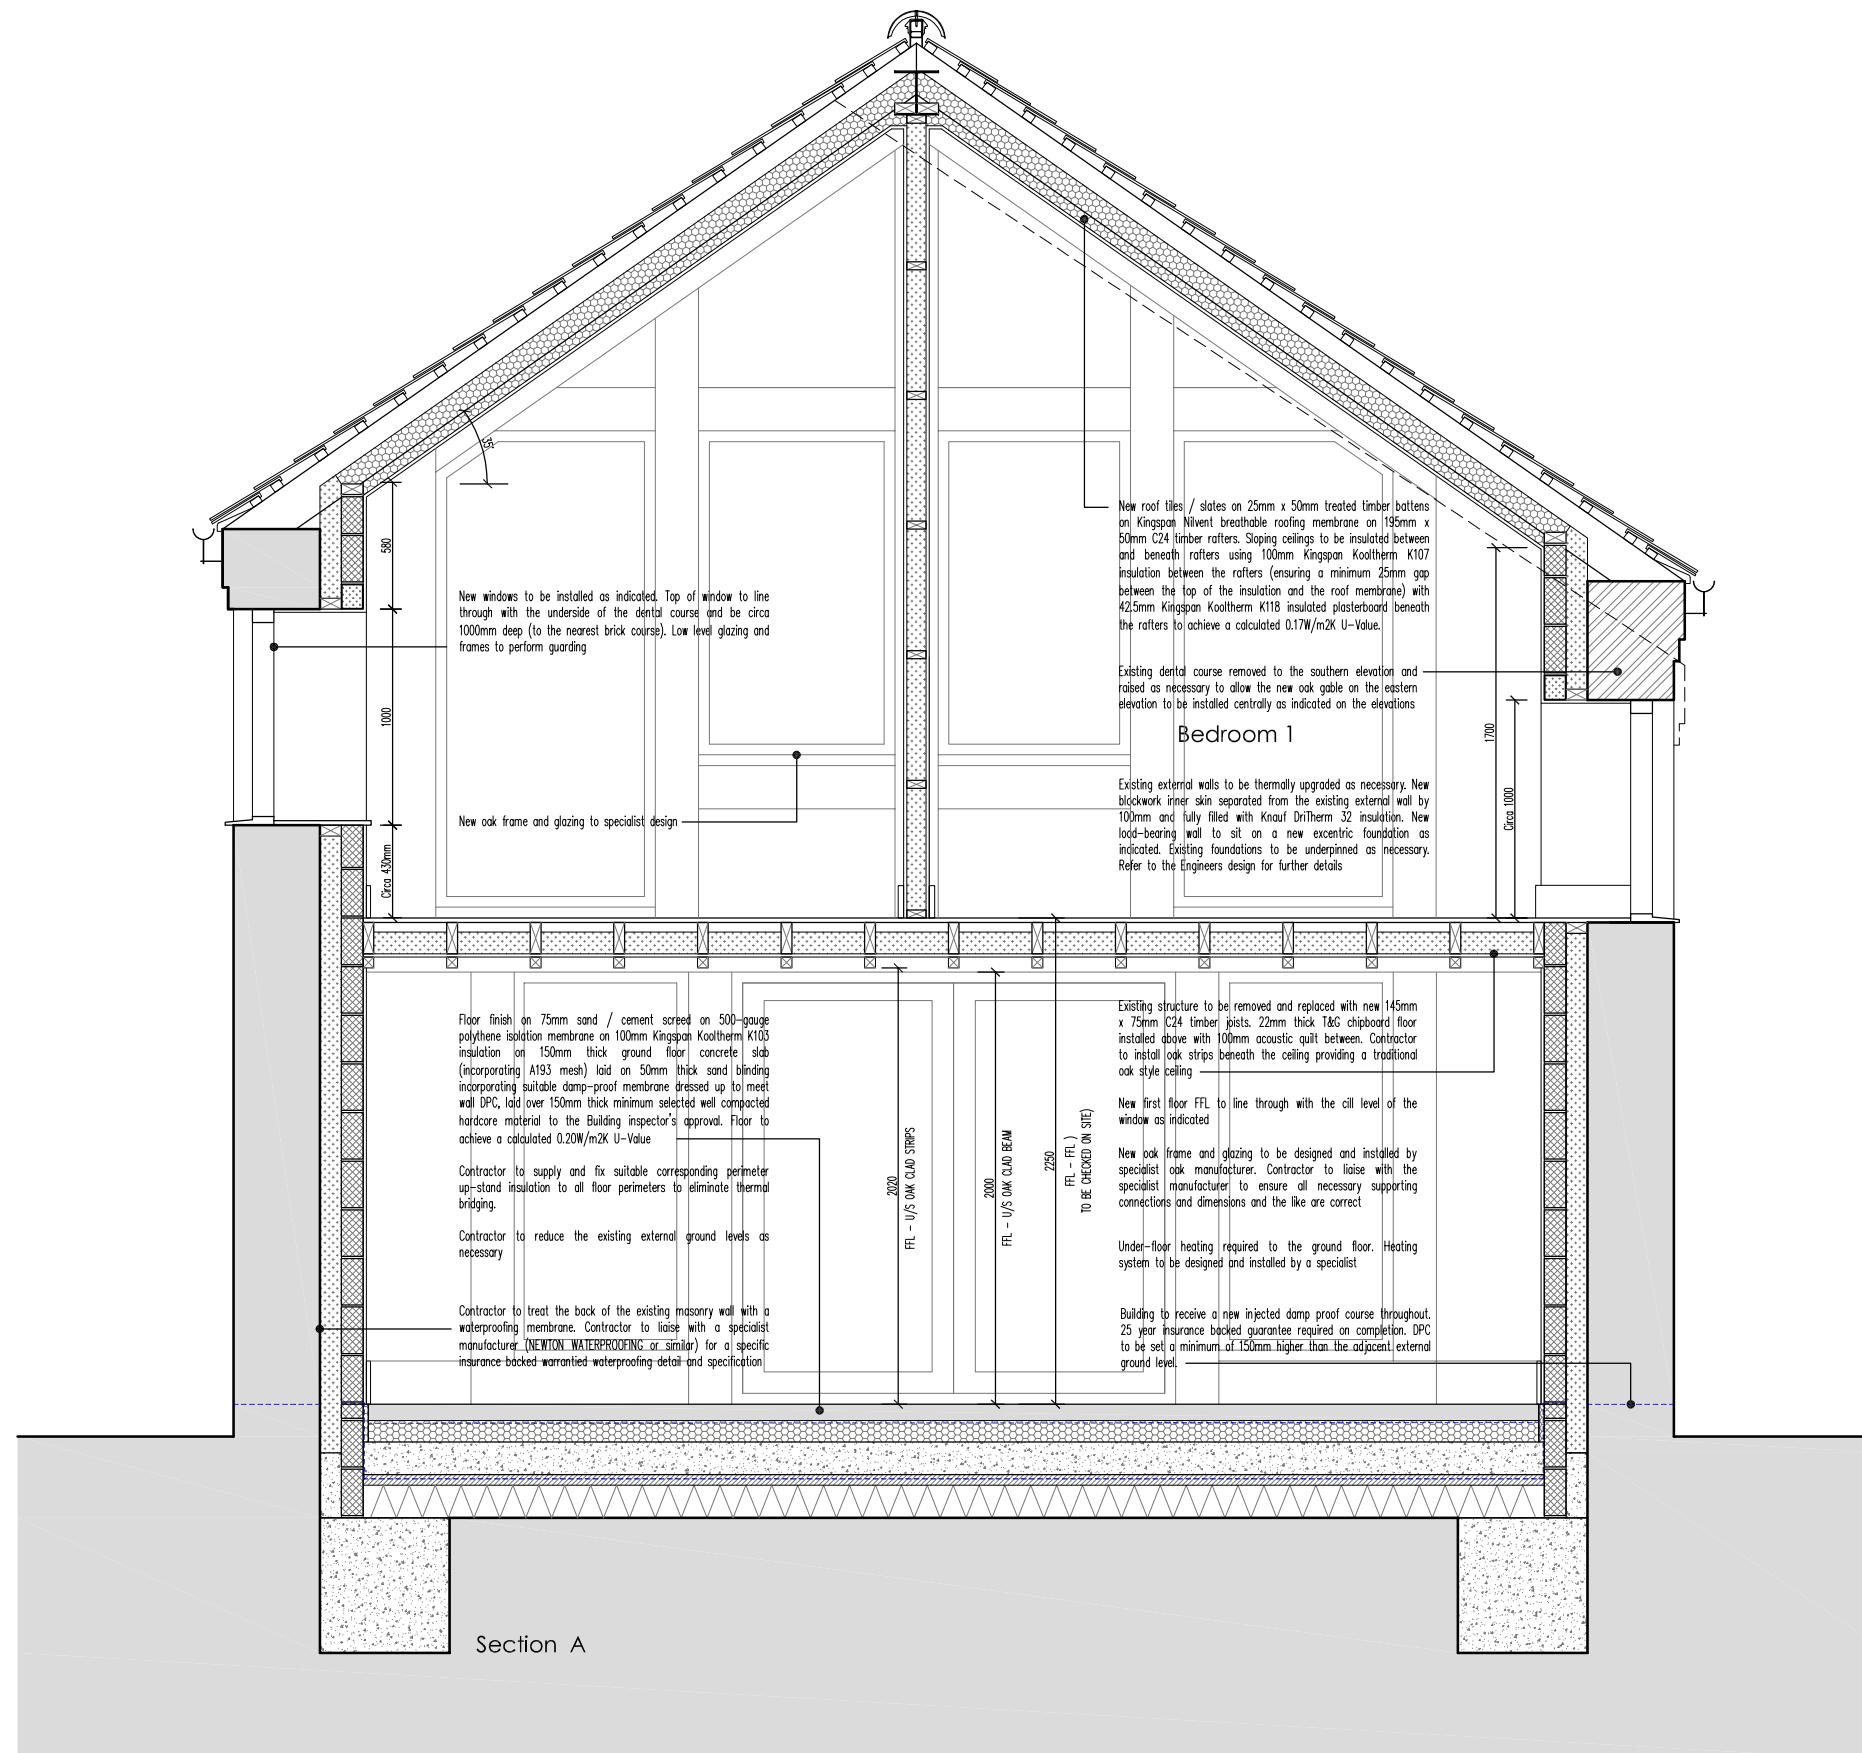 35°
580
New windows to be installed as indicated. Top of window to line
through with the underside of the dental course and be circa
1000mm deep (to the nearest brick course). Low level glazing and
frames to perform guarding
1000
New oak frame and glazing to specialist design
Circa 430mm
New roof tiles / slates on 25mm x 50mm treated timber battens
on Kingspan Nilvent breathable roofing membrane on 195mm x
50mm C24 timber rafters. Sloping ceilings to be insulated between
and beneath rafters using 100mm Kingspan Kooltherm K107
insulation between the rafters (ensuring a minimum 25mm gap
between the top of the insulation and the roof membrane) with
42.5mm Kingspan Kooltherm K118 insulated plasterboard beneath
the rafters to achieve a calculated 0.17W/m2K U-Value.
Existing dental course removed to the southern elevation and
raised as necessary to allow the new oak gable on the eastern
elevation to be installed centrally as indicated on the elevations
Bedroom 1
1700
Circa 1000
Existing external walls to be thermally upgraded as necessary. New
blockwork inner skin separated from the existing external wall by
100mm and fully filled with Knauf DriTherm 32 insulation. New
load-bearing wall to sit on a new excentric foundation as
indicated. Existing foundations to be underpinned as necessary.
Refer to the Engineers design for further details
Floor finish on 75mm sand / cement screed on 500-gauge
polythene isolation membrane on 100mm Kingspan Kooltherm K103
insulation on 150mm thick ground floor concrete slab
(incorporating A193 mesh) laid on 50mm thick sand blinding
incorporating suitable damp-proof membrane dressed up to meet
wall DPC, laid over 150mm thick minimum selected well compacted
hardcore material to the Building inspector's approval. Floor to
achieve a calculated 0.20W/m2K U-Value
Contractor to supply and fix suitable corresponding perimeter
up-stand insulation to all floor perimeters to eliminate thermal
bridging.
Contractor to reduce the existing external ground levels as
necessary
Contractor to treat the back of the existing masonry wall with a
waterproofing membrane. Contractor to liaise with a specialist
manufacturer (NEWTON WATERPROOFING or similar) for a specific
insurance backed warrantied waterproofing detail and specification
2020
FFL - U/S OAK CLAD STRIPS
2000
FFL - U/S OAK CLAD BEAM
2250
FFL - FFL )
TO BE CHECKED ON SITE)
Existing structure to be removed and replaced with new 145mm
x 75mm C24 timber joists. 22mm thick T&G chipboard floor
installed above with 100mm acoustic quilt between. Contractor
to install oak strips beneath the ceiling providing a traditional
oak style ceiling
New first floor FFL to line through with the cill level of the
window as indicated
New oak frame and glazing to be designed and installed by
specialist oak manufacturer. Contractor to liaise with the
specialist manufacturer to ensure all necessary supporting
connections and dimensions and the like are correct
Under-floor heating required to the ground floor. Heating
system to be designed and installed by a specialist
Building to receive a new injected damp proof course throughout.
25 year insurance backed guarantee required on completion. DPC
to be set a minimum of 150mm higher than the adjacent external
ground level.
Section A